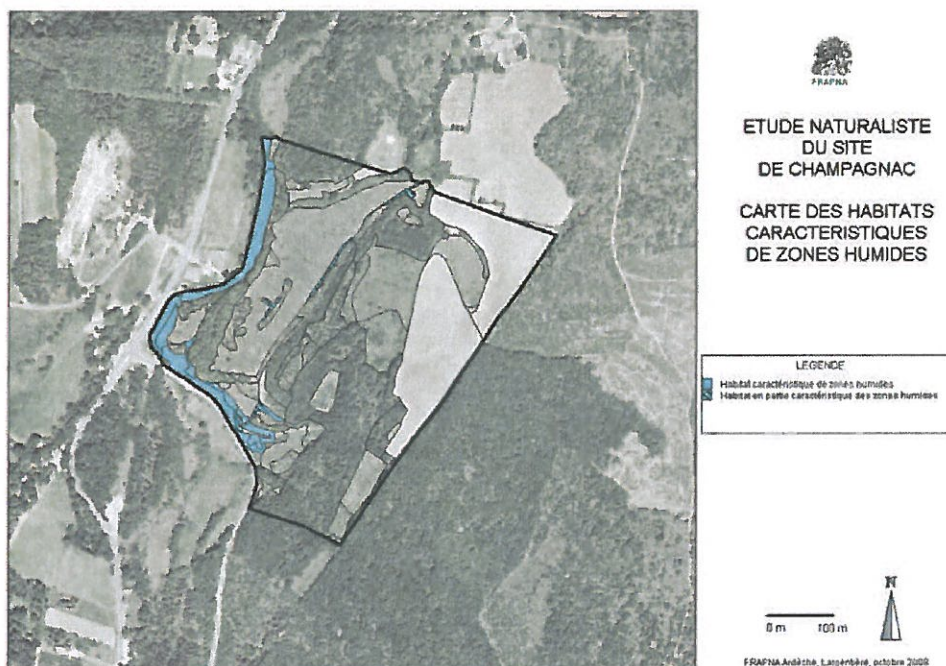 FRAPNA
ETUDE NATURALISTE
DU SITE
DE CHAMPAGNAC
CARTE DES HABITATS
CARACTERISTIQUES
DE ZONES HUMIDES
LEGENDE
Habitat caractéristique de zones humides
Habitat en partie caractéristique des zones humides
N
0 m 100 m
FRAPNA Ardèche, Largentière, octobre 2008